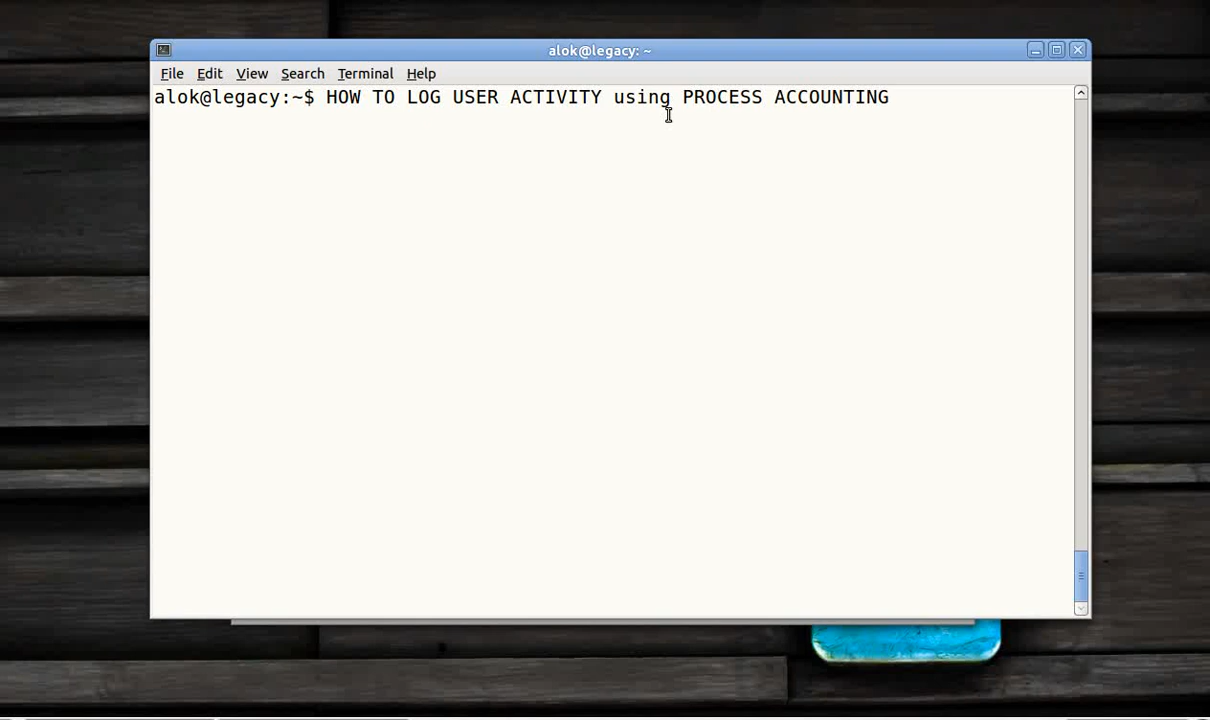 alok@legacy: ~
File Edit View Search Terminal Help
alok@legacy:~$ HOW TO LOG USER ACTIVITY using PROCESS ACCOUNTING